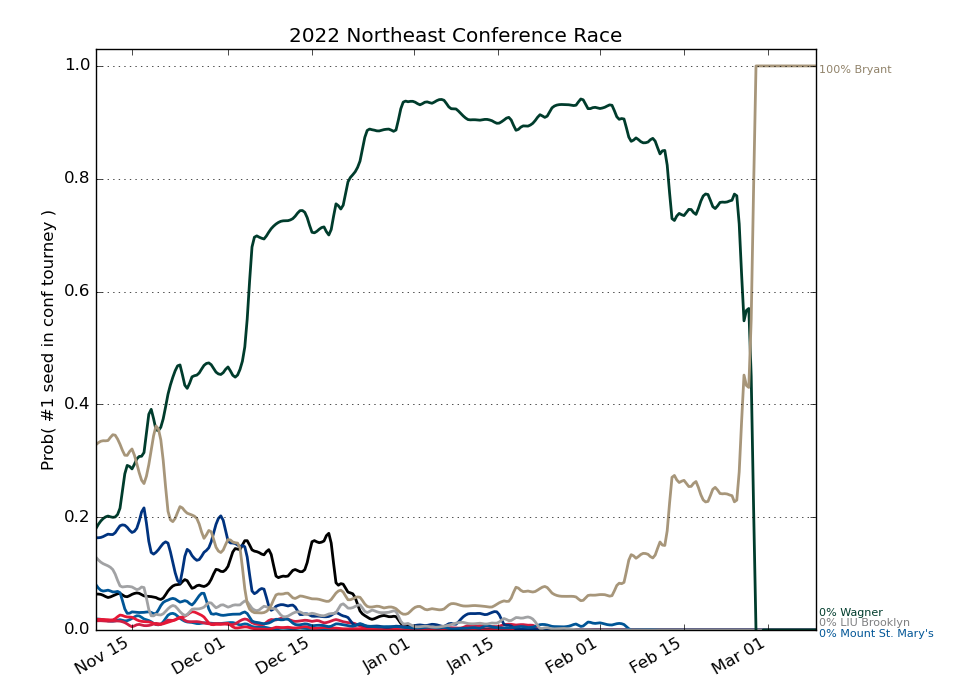 2022 Northeast Conference Race
Prob( #1 seed in conf tourney )
1.0
0.8
0.6
0.4
0.2
0.0
Nov 15
Dec 01
Dec 15
Jan 01
Jan 15
Feb 01
Feb 15
Mar 01
100% Bryant
0% Wagner
0% LIU Brooklyn
0% Mount St. Mary's